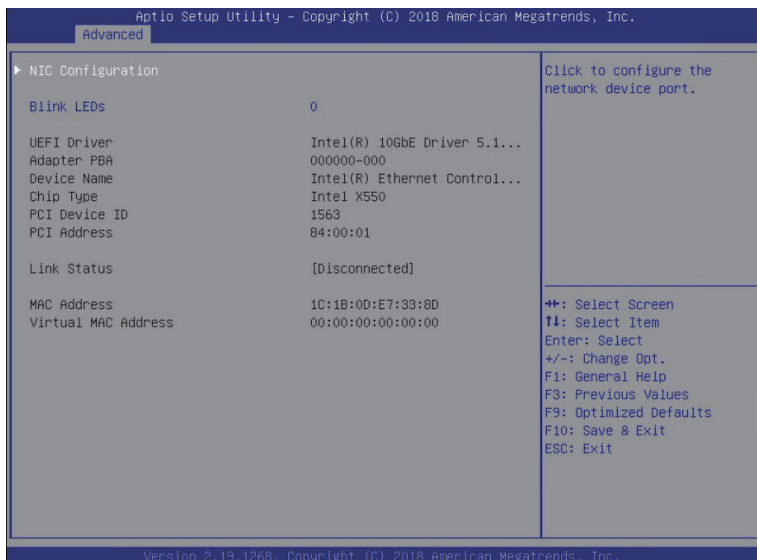 Aptio Setup Utility – Copyright (C) 2018 American Megatrends, Inc.
Advanced
NIC Configuration
Blink LEDs 0
UEFI Driver Intel(R) 10GbE Driver 5.1...
Adapter PBA 000000-000
Device Name Intel(R) Ethernet Control...
Chip Type Intel X550
PCI Device ID 1563
PCI Address 84:00:01
Link Status [Disconnected]
MAC Address 1C:1B:0D:E7:33:8D
Virtual MAC Address 00:00:00:00:00:00
Click to configure the
network device port.
→←: Select Screen
↑↓: Select Item
Enter: Select
+/-: Change Opt.
F1: General Help
F3: Previous Values
F9: Optimized Defaults
F10: Save & Exit
ESC: Exit
Version 2.19.1268. Copyright (C) 2018 American Megatrends, Inc.